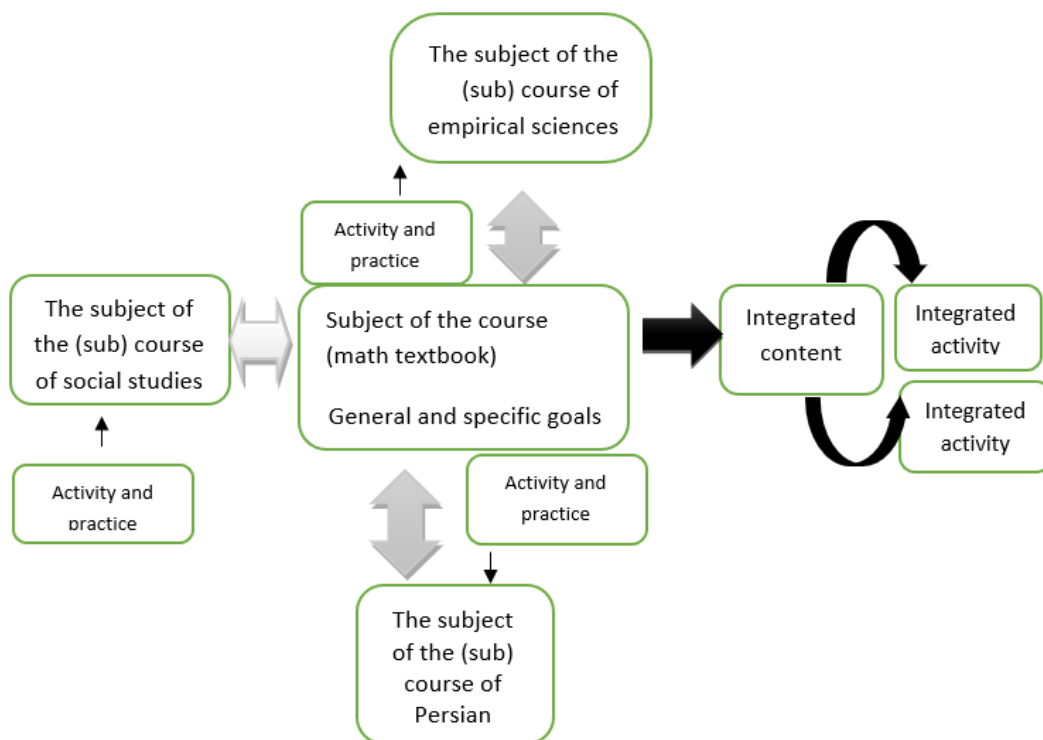 The subject of the
(sub) course of
empirical sciences
Activity and
practice
The subject of
the (sub) course
of social studies
Subject of the course
(math textbook)
General and specific goals
Integrated
content
Integrated
activity
Integrated
activity
Activity and
practice
Activity and
practice
The subject
of the (sub)
course of
Persian